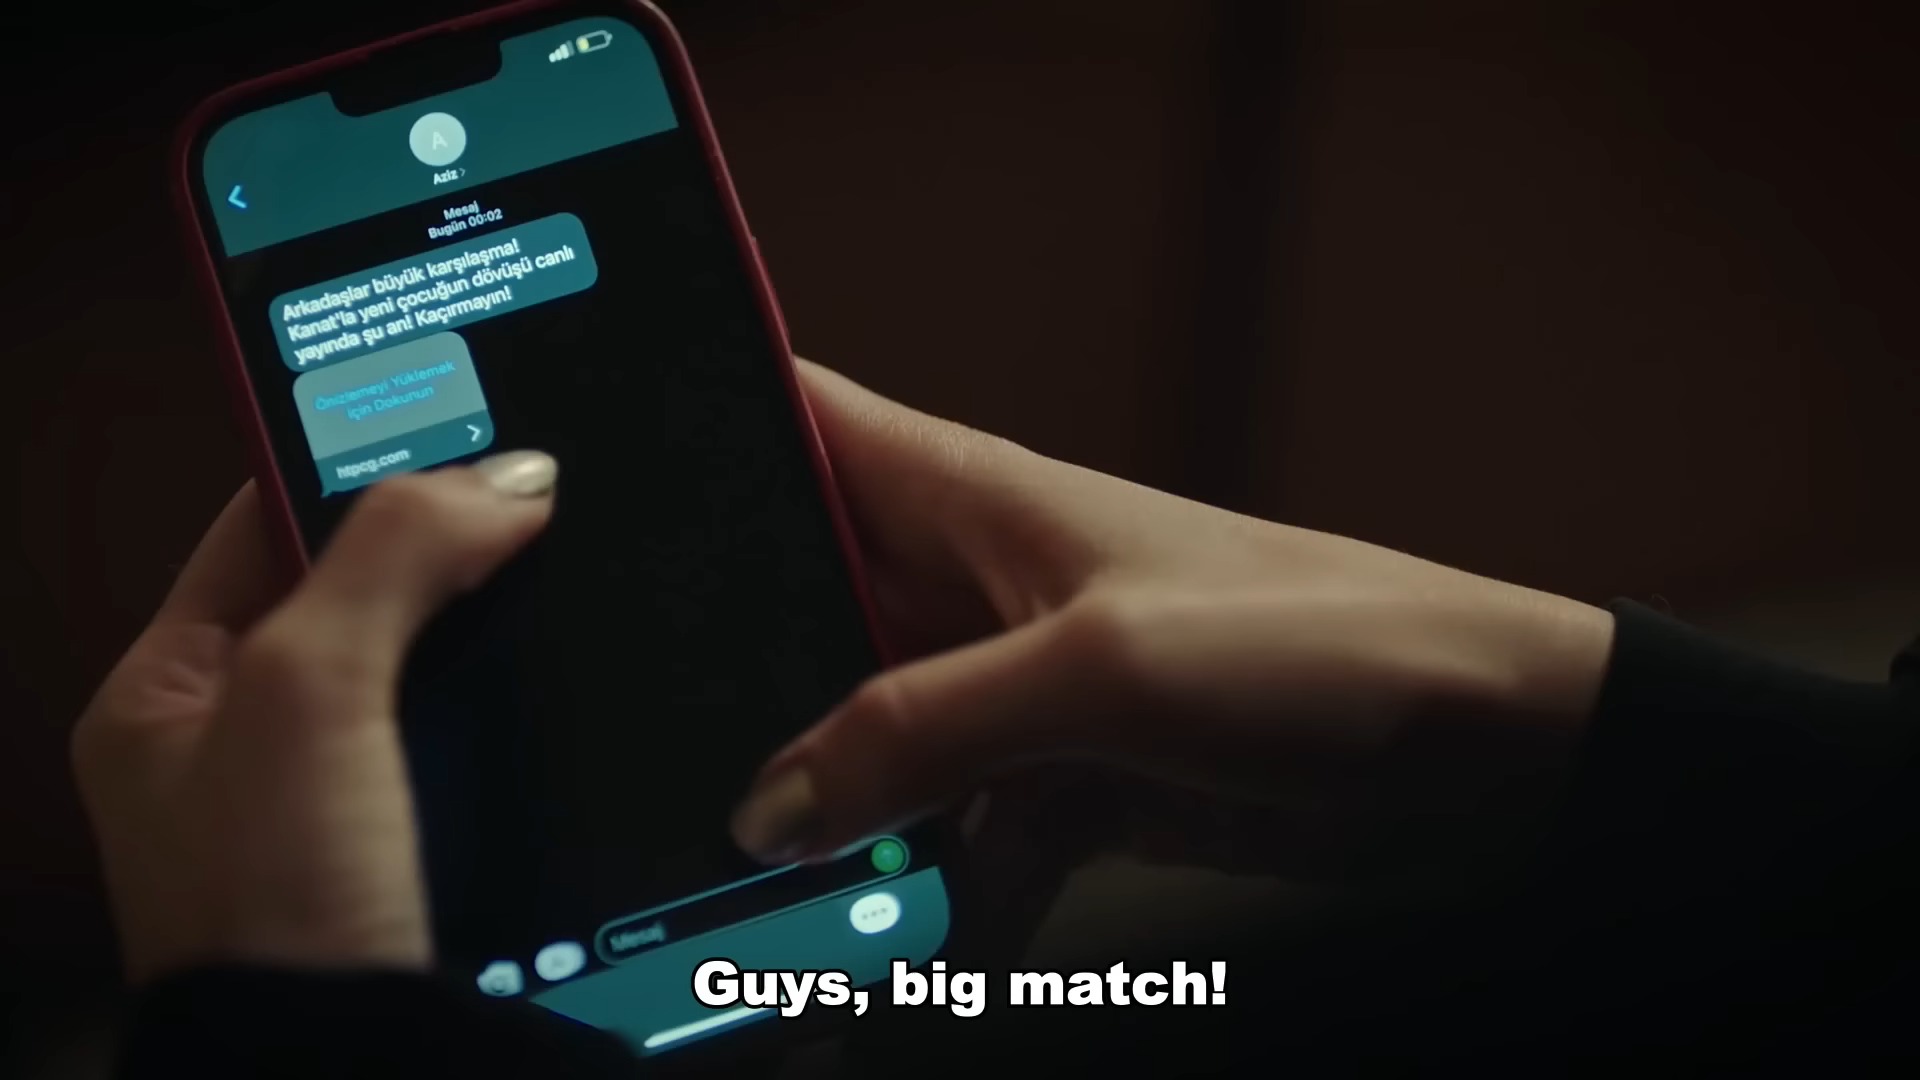 A
Aziz
Mesaj
Bugün 00:02
Arkadaşlar büyük karşılaşma!
Kanat'la yeni çocuğun dövüşü canlı
yayında şu an! Kaçırmayın!
Önizlemeyi Yüklemek
İçin Dokunun
htpcg.com
Mesaj
Guys, big match!